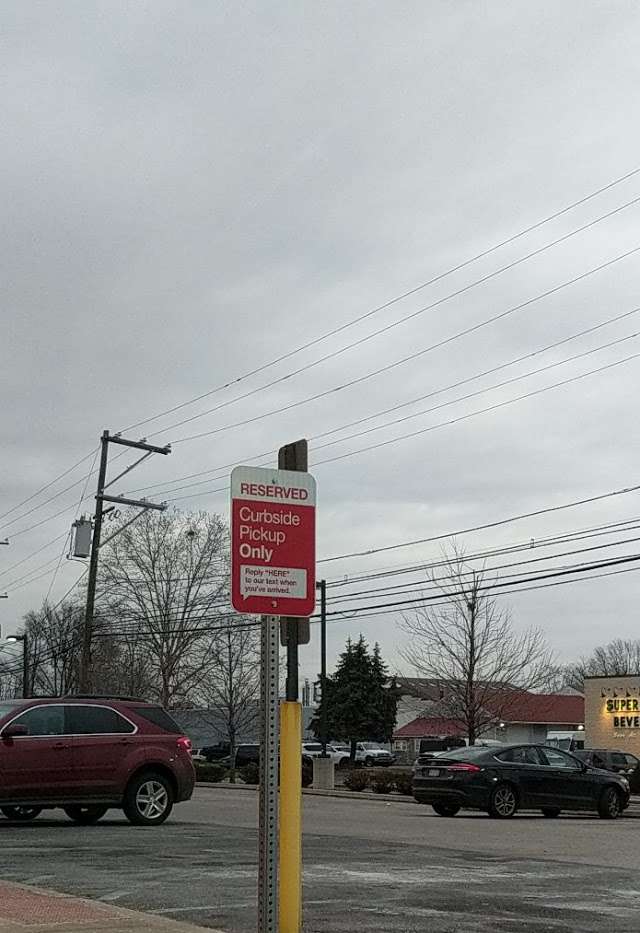 RESERVED
Curbside
Pickup
Only
Reply "HERE"
to our text when
you've arrived.
SUPER
BEVE